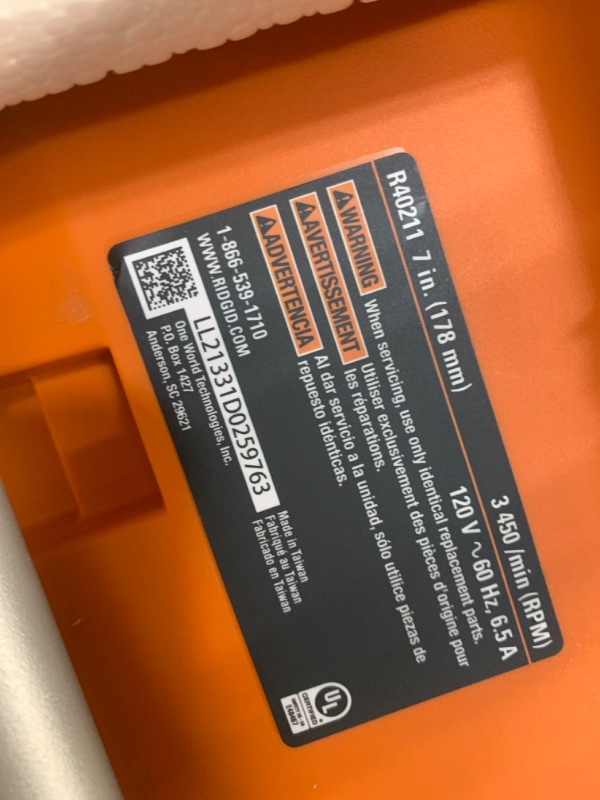 R40211 7 in. (178 mm)
3 450 /min (RPM)
120 V ~ 60 Hz, 6.5 A
WARNING When servicing, use only identical replacement parts.
AVERTISSEMENT Utiliser exclusivement des pièces d'origine pour
les réparations.
ADVERTENCIA Al dar servicio a la unidad, sólo utilice piezas de
repuesto idénticas.
1-866-539-1710
WWW.RIDGID.COM
LL21331D0259763
One World Technologies, Inc.
P.O. Box 1427
Anderson, SC 29621
Made in Taiwan
Fabriqué au Taiwan
Fabricado en Taiwan
UL
CERTIFIED